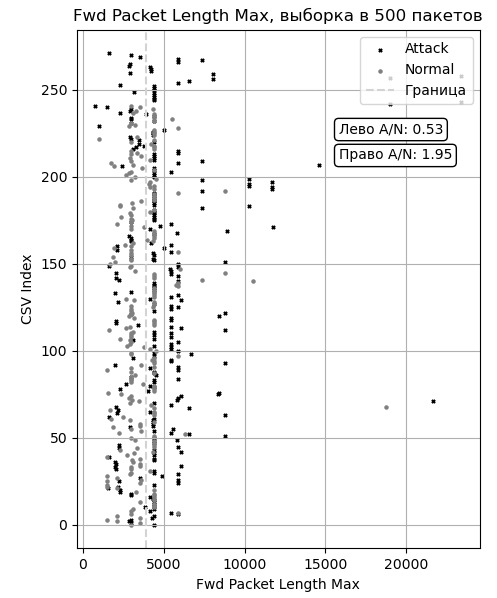 Fwd Packet Length Max, выборка в 500 пакетов
Attack
Normal
Граница
Лево A/N: 0.53
Право A/N: 1.95
250
200
150
100
50
0
CSV Index
0
5000
10000
15000
20000
Fwd Packet Length Max